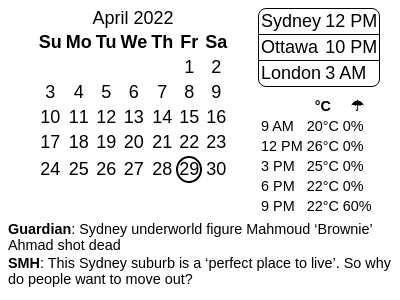 April 2022
Su Mo Tu We Th Fr Sa
1 2
3 4 5 6 7 8 9
10 11 12 13 14 15 16
17 18 19 20 21 22 23
24 25 26 27 28 29 30
Sydney 12 PM
Ottawa 10 PM
London 3 AM
°C ☂
9 AM 20°C 0%
12 PM 26°C 0%
3 PM 25°C 0%
6 PM 22°C 0%
9 PM 22°C 60%
Guardian: Sydney underworld figure Mahmoud ‘Brownie’
Ahmad shot dead
SMH: This Sydney suburb is a ‘perfect place to live’. So why
do people want to move out?